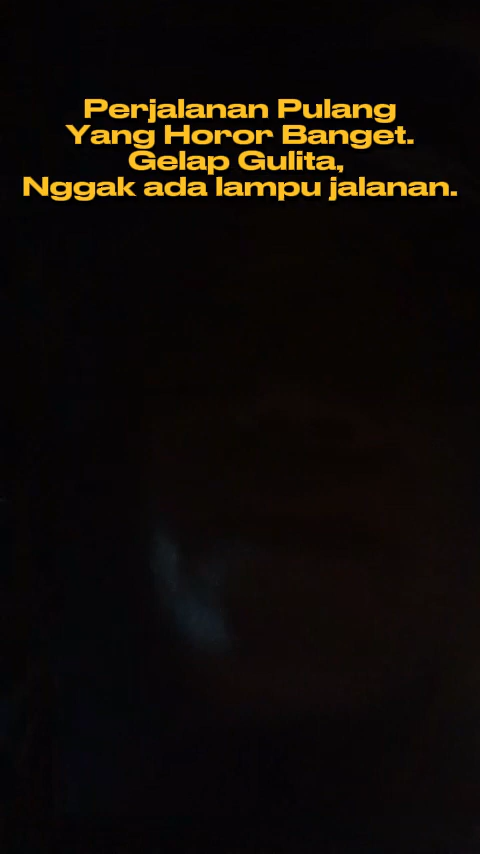 Perjalanan Pulang
Yang Horor Banget.
Gelap Gulita,
Nggak ada lampu jalanan.